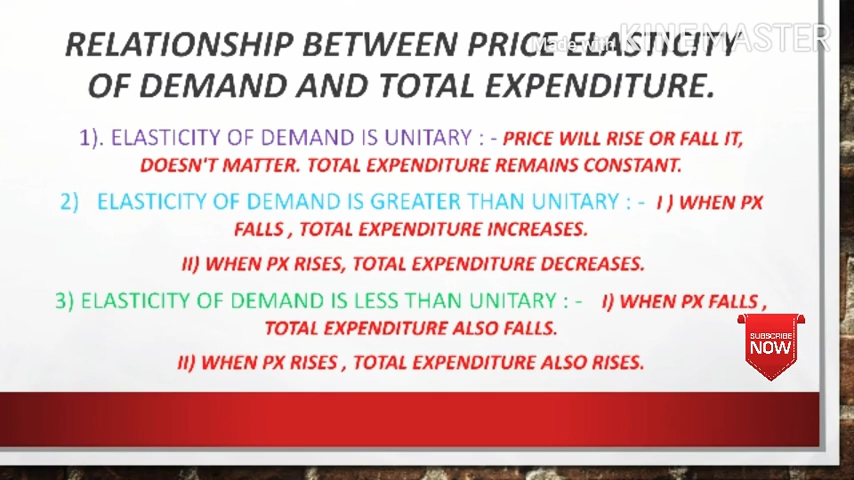 Made with KINEMASTER
RELATIONSHIP BETWEEN PRICE ELASTICITY
OF DEMAND AND TOTAL EXPENDITURE.
1). ELASTICITY OF DEMAND IS UNITARY : - PRICE WILL RISE OR FALL IT,
DOESN'T MATTER. TOTAL EXPENDITURE REMAINS CONSTANT.
2) ELASTICITY OF DEMAND IS GREATER THAN UNITARY : - I ) WHEN PX
FALLS , TOTAL EXPENDITURE INCREASES.
II) WHEN PX RISES, TOTAL EXPENDITURE DECREASES.
3) ELASTICITY OF DEMAND IS LESS THAN UNITARY : - I) WHEN PX FALLS ,
TOTAL EXPENDITURE ALSO FALLS.
II) WHEN PX RISES , TOTAL EXPENDITURE ALSO RISES.
SUBSCRIBE
NOW